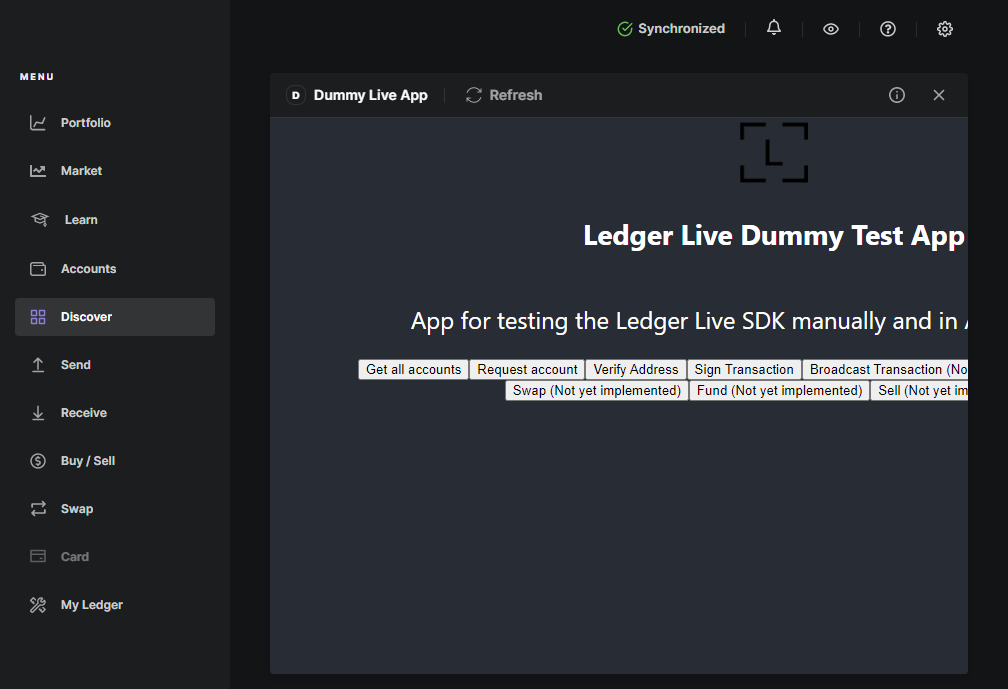 Synchronized
MENU
Portfolio
Market
Learn
Accounts
Discover
Send
Receive
Buy / Sell
Swap
Card
My Ledger
D Dummy Live App Refresh
L
Ledger Live Dummy Test App
App for testing the Ledger Live SDK manually and in
Get all accounts Request account Verify Address Sign Transaction Broadcast Transaction (No
Swap (Not yet implemented) Fund (Not yet implemented) Sell (Not yet im